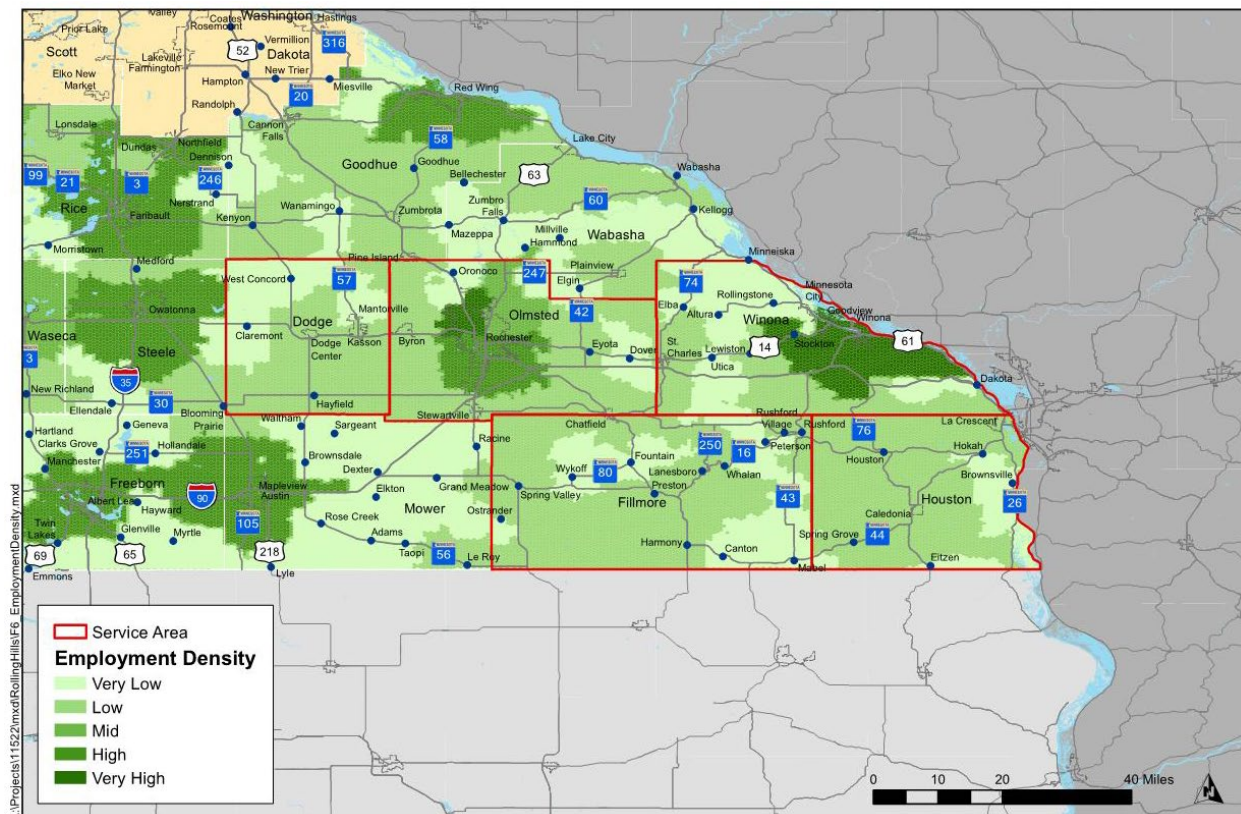 Coates
Rosemount
Washington
Hastings
316
Valley
Prior Lake
Scott
Lakeville
Farmington
52
Vermillion
Dakota
Elko New
Market
Hampton
New Trier
Miesville
20
Red Wing
Randolph
Cannon
Falls
Lonsdale
Northfield
Dundas
Dennison
58
Lake City
Goodhue
Goodhue
99
21
3
246
Bellechester
63
Wabasha
Rice
Nerstrand
Faribault
Wanamingo
Zumbro
Falls
60
Kellogg
Kenyon
Zumbrota
Mazeppa
Millville
Wabasha
Hammond
Morristown
Medford
Pine Island
Minneiska
West Concord
57
Oronoco
247
Plainview
Elgin
74
Minnesota
City
Rollingstone
Owatonna
Mantorville
Olmsted
42
Elba
Altura
Winona
Goodview
Winona
Claremont
Dodge
Waseca
Steele
Dodge
Center
Kasson
Byron
Rochester
Eyota
Dover
St.
Charles
Lewiston
Utica
14
Stockton
61
3
New Richland
35
Dakota
Ellendale
30
Blooming
Prairie
Hayfield
Stewartville
Geneva
Waltham
Sargeant
Chatfield
Rushford
Village
Rushford
76
La Crescent
Hartland
Clarks Grove
251
Hollandale
Racine
250
16
Peterson
Hokah
Manchester
Brownsdale
Dexter
Fountain
Wykoff
80
Lanesboro
Whalan
Houston
Brownsville
Freeborn
90
Mapleview
Austin
Elkton
Grand Meadow
Spring Valley
Preston
Fillmore
43
Houston
26
Albert Lea
Hayward
Mower
Ostrander
Twin
Lakes
Glenville
Myrtle
105
Rose Creek
Adams
Taopi
56
Le Roy
Harmony
Canton
Mabel
Caledonia
Spring Grove
44
Eitzen
69
65
218
Emmons
Lyle
Service Area
Employment Density
Very Low
Low
Mid
High
Very High
0 10 20 40 Miles
N
:\Projects\11522\mxd\RollingHills\F6_EmploymentDensity.mxd